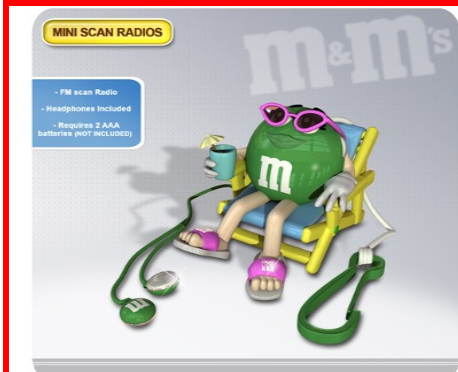 MINI SCAN RADIOS
m&m's
- FM scan Radio
- Headphones Included
- Requires 2 AAA
batteries (NOT INCLUDED)
m
m